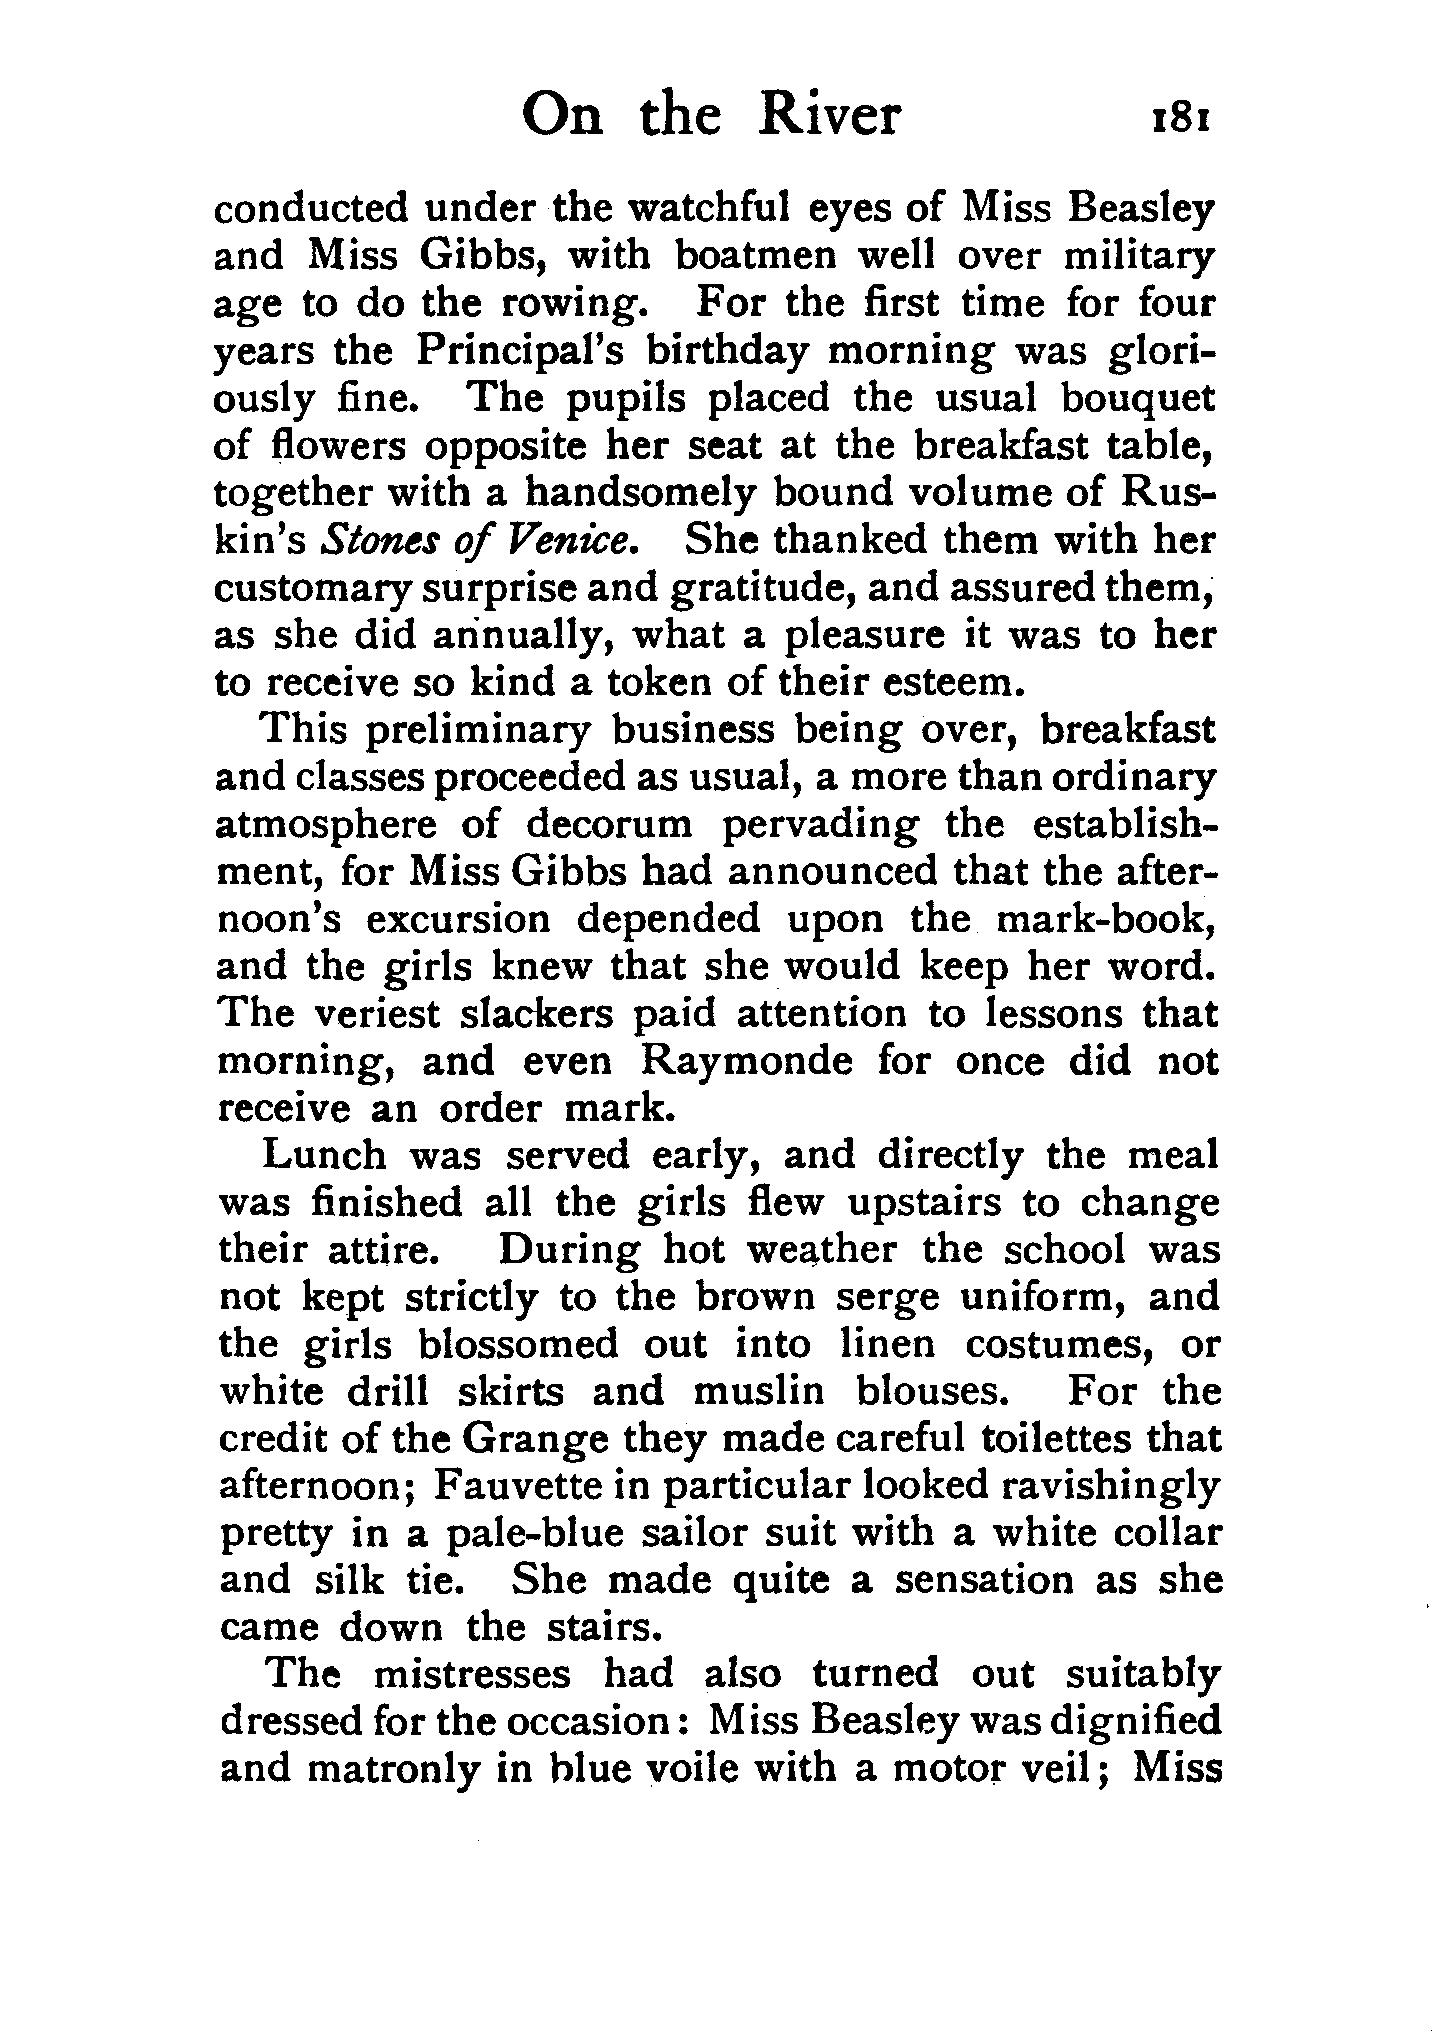 On the River 181
conducted under the watchful eyes of Miss Beasley
and Miss Gibbs, with boatmen well over military
age to do the rowing. For the first time for four
years the Principal's birthday morning was glori-
ously fine. The pupils placed the usual bouquet
of flowers opposite her seat at the breakfast table,
together with a handsomely bound volume of Rus-
kin's Stones of Venice. She thanked them with her
customary surprise and gratitude, and assured them,
as she did annually, what a pleasure it was to her
to receive so kind a token of their esteem.
This preliminary business being over, breakfast
and classes proceeded as usual, a more than ordinary
atmosphere of decorum pervading the establish-
ment, for Miss Gibbs had announced that the after-
noon's excursion depended upon the mark-book,
and the girls knew that she would keep her word.
The veriest slackers paid attention to lessons that
morning, and even Raymonde for once did not
receive an order mark.
Lunch was served early, and directly the meal
was finished all the girls flew upstairs to change
their attire. During hot weather the school was
not kept strictly to the brown serge uniform, and
the girls blossomed out into linen costumes, or
white drill skirts and muslin blouses. For the
credit of the Grange they made careful toilettes that
afternoon; Fauvette in particular looked ravishingly
pretty in a pale-blue sailor suit with a white collar
and silk tie. She made quite a sensation as she
came down the stairs.
The mistresses had also turned out suitably
dressed for the occasion: Miss Beasley was dignified
and matronly in blue voile with a motor veil; Miss